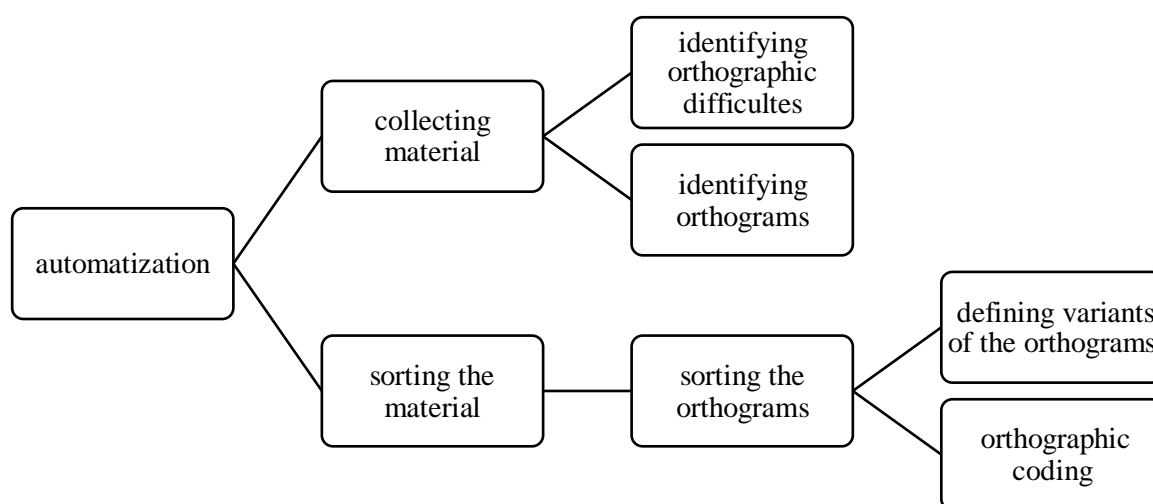 identifying
orthographic
difficultes
collecting
material
identifying
orthograms
automatization
defining variants
of the orthograms
sorting the
material
sorting the
orthograms
orthographic
coding